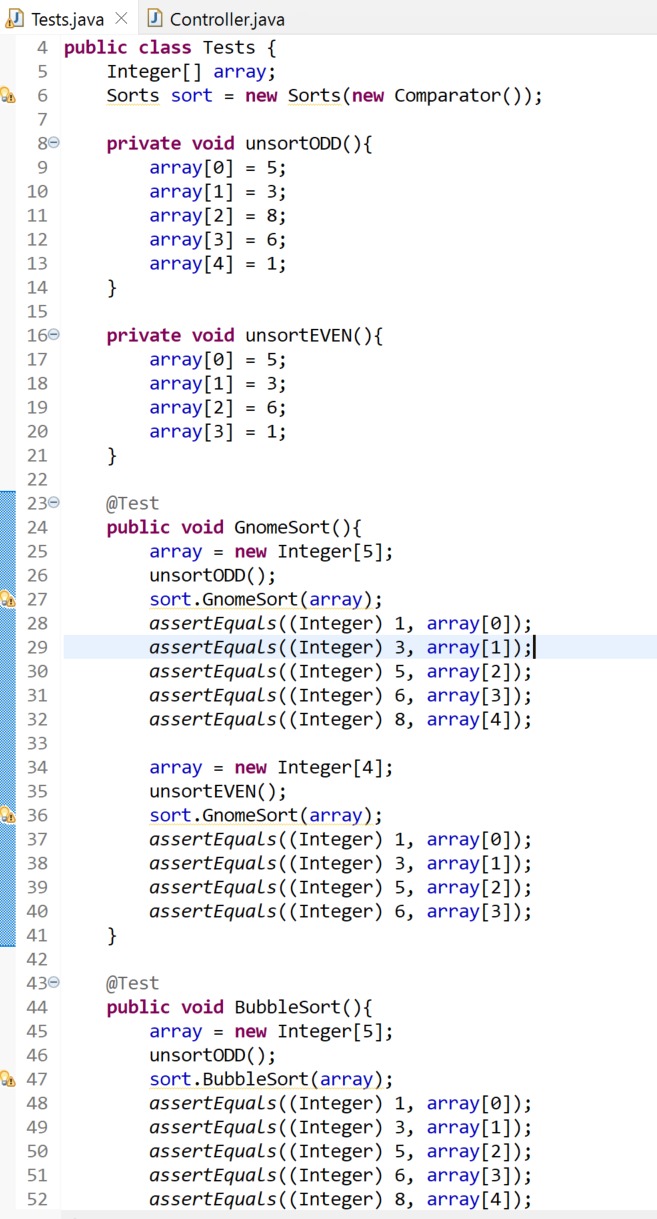 Tests.java Controller.java
4 public class Tests {
5 Integer[] array;
6 Sorts sort = new Sorts(new Comparator());
7
8 private void unsortODD(){
9 array[0] = 5;
10 array[1] = 3;
11 array[2] = 8;
12 array[3] = 6;
13 array[4] = 1;
14 }
15
16 private void unsortEVEN(){
17 array[0] = 5;
18 array[1] = 3;
19 array[2] = 6;
20 array[3] = 1;
21 }
22
23 @Test
24 public void GnomeSort(){
25 array = new Integer[5];
26 unsortODD();
27 sort.GnomeSort(array);
28 assertEquals((Integer) 1, array[0]);
29 assertEquals((Integer) 3, array[1]);
30 assertEquals((Integer) 5, array[2]);
31 assertEquals((Integer) 6, array[3]);
32 assertEquals((Integer) 8, array[4]);
33
34 array = new Integer[4];
35 unsortEVEN();
36 sort.GnomeSort(array);
37 assertEquals((Integer) 1, array[0]);
38 assertEquals((Integer) 3, array[1]);
39 assertEquals((Integer) 5, array[2]);
40 assertEquals((Integer) 6, array[3]);
41 }
42
43 @Test
44 public void BubbleSort(){
45 array = new Integer[5];
46 unsortODD();
47 sort.BubbleSort(array);
48 assertEquals((Integer) 1, array[0]);
49 assertEquals((Integer) 3, array[1]);
50 assertEquals((Integer) 5, array[2]);
51 assertEquals((Integer) 6, array[3]);
52 assertEquals((Integer) 8, array[4]);